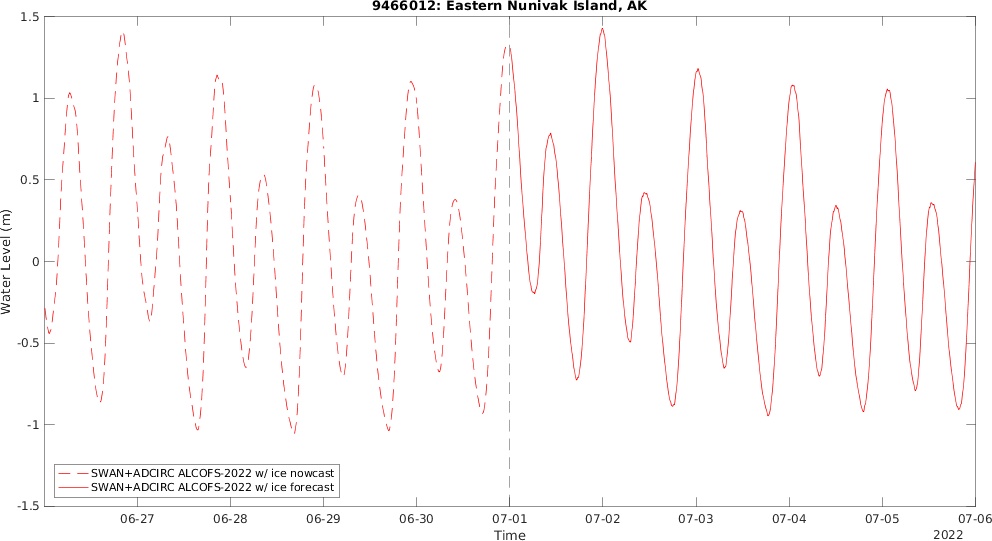 9466012: Eastern Nunivak Island, AK
1.5
1
0.5
0
-0.5
-1
-1.5
Water Level (m)
SWAN+ADCIRC ALCOFS-2022 w/ ice nowcast
SWAN+ADCIRC ALCOFS-2022 w/ ice forecast
06-27 06-28 06-29 06-30 07-01 07-02 07-03 07-04 07-05 07-06
Time
2022